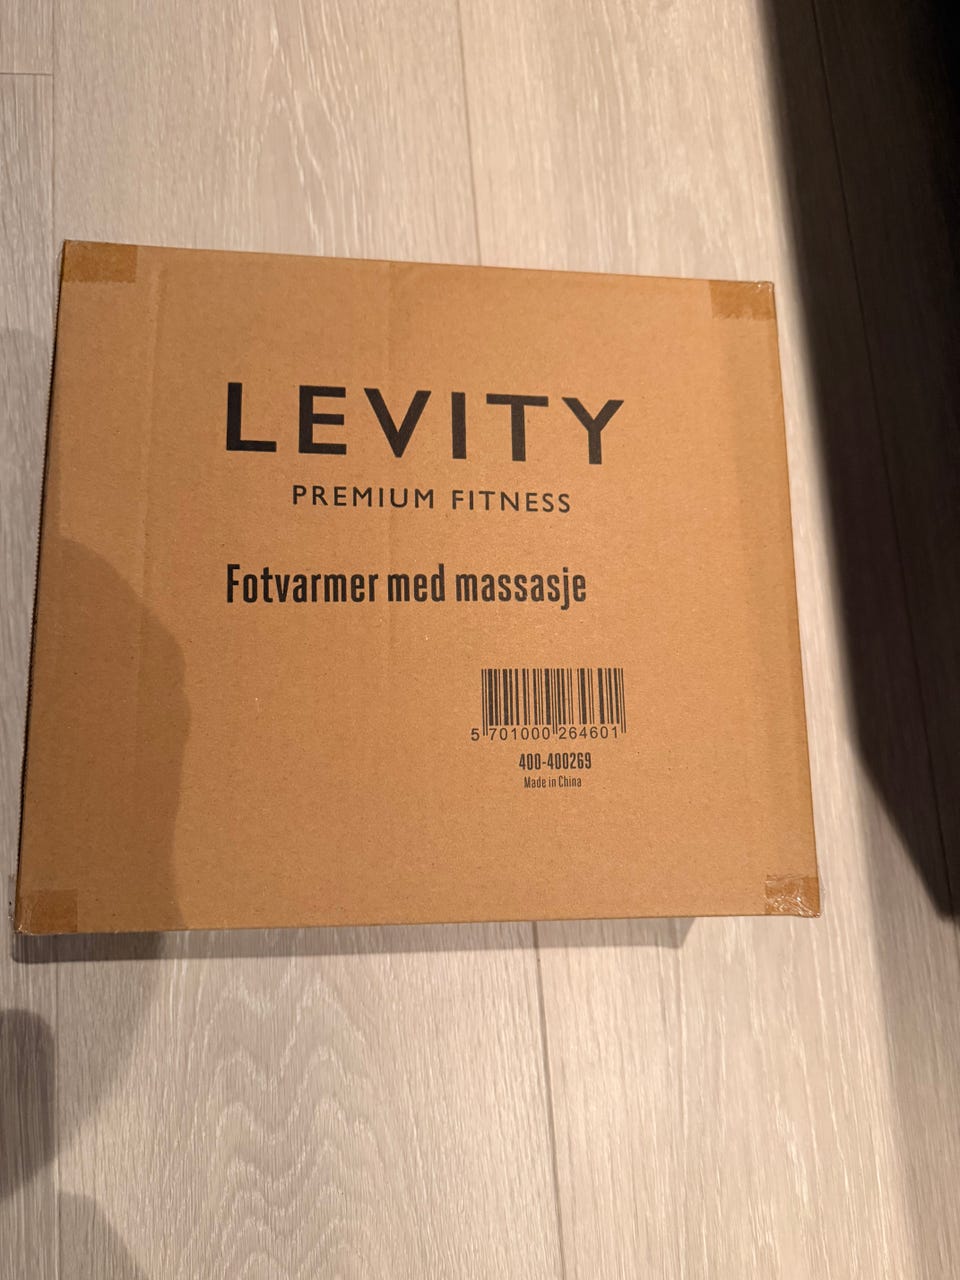 LEVITY
PREMIUM FITNESS
Fotvarmer med massasje
5 701000 264601
400-400269
Made in China